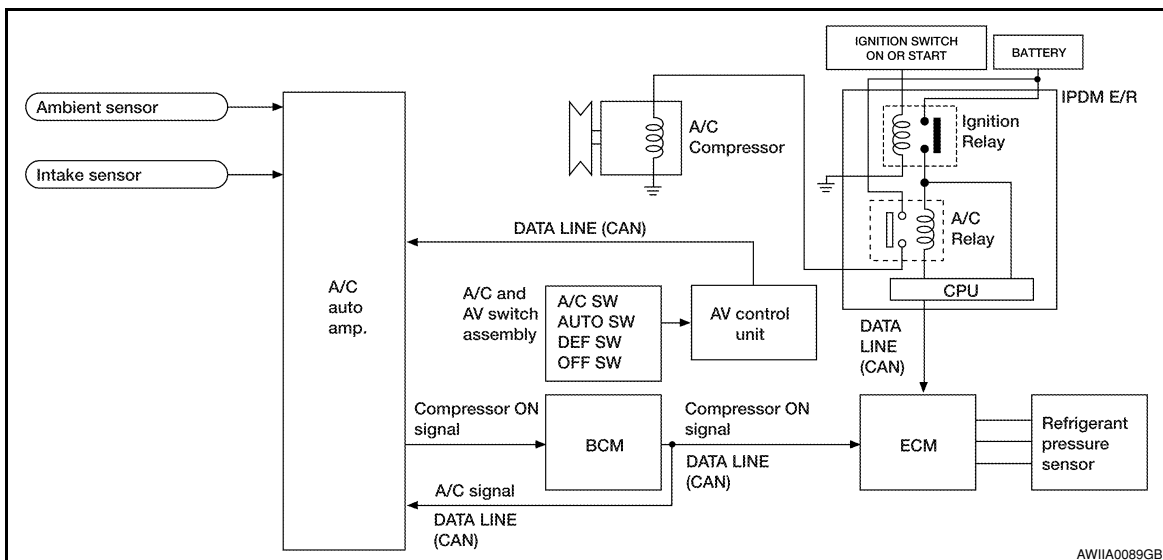 IGNITION SWITCH
ON OR START
BATTERY
IPDM E/R
Ambient sensor
Intake sensor
A/C
Compressor
Ignition
Relay
A/C
Relay
CPU
DATA LINE (CAN)
A/C
auto
amp.
A/C and
AV switch
assembly
A/C SW
AUTO SW
DEF SW
OFF SW
AV control
unit
DATA
LINE
(CAN)
Compressor ON
signal
BCM
Compressor ON
signal
DATA LINE
(CAN)
ECM
Refrigerant
pressure
sensor
A/C signal
DATA LINE
(CAN)
AWIIA0089GB